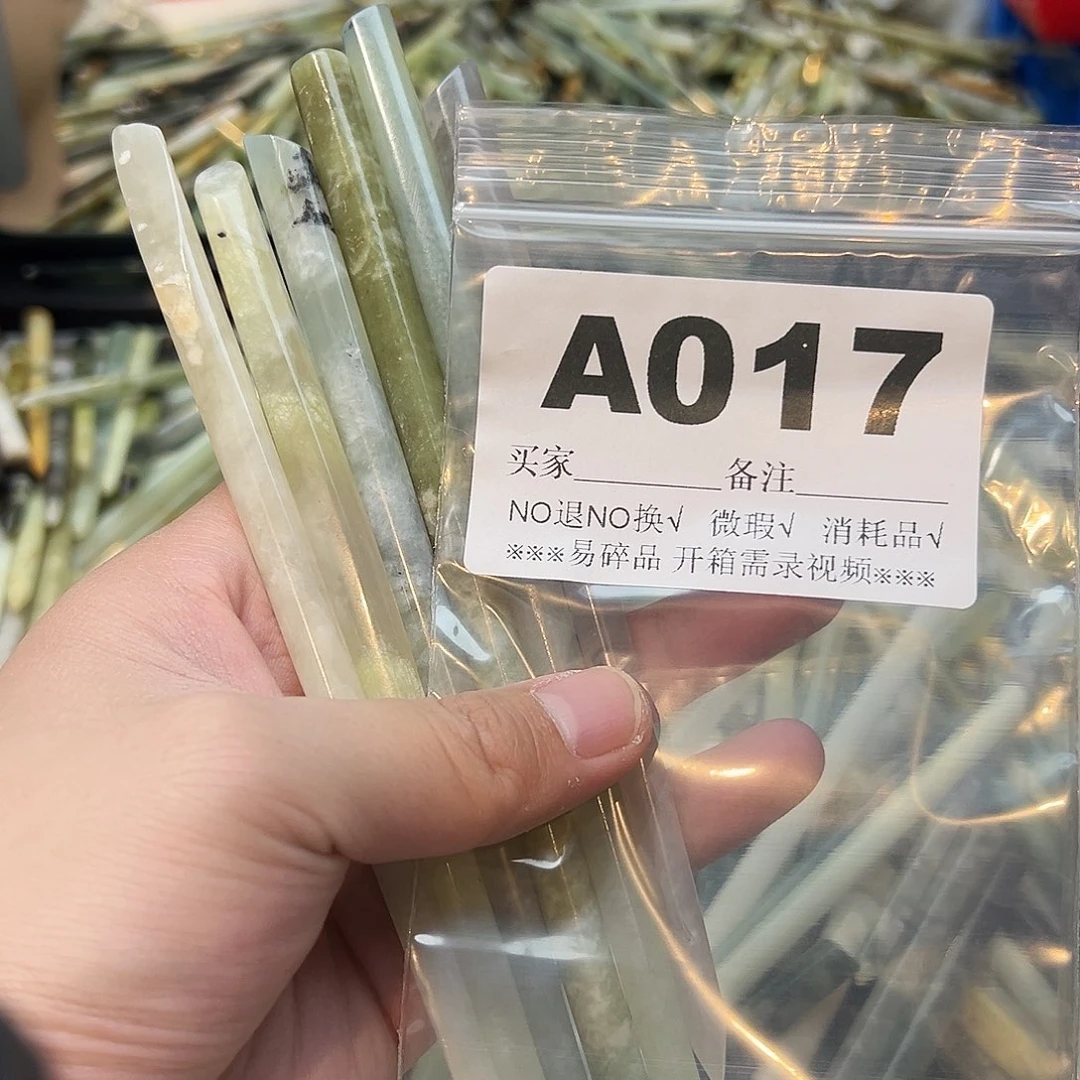 A017
买家________备注________
NO退NO换√ 微瑕√ 消耗品√
※※※易碎品 开箱需录视频※※※